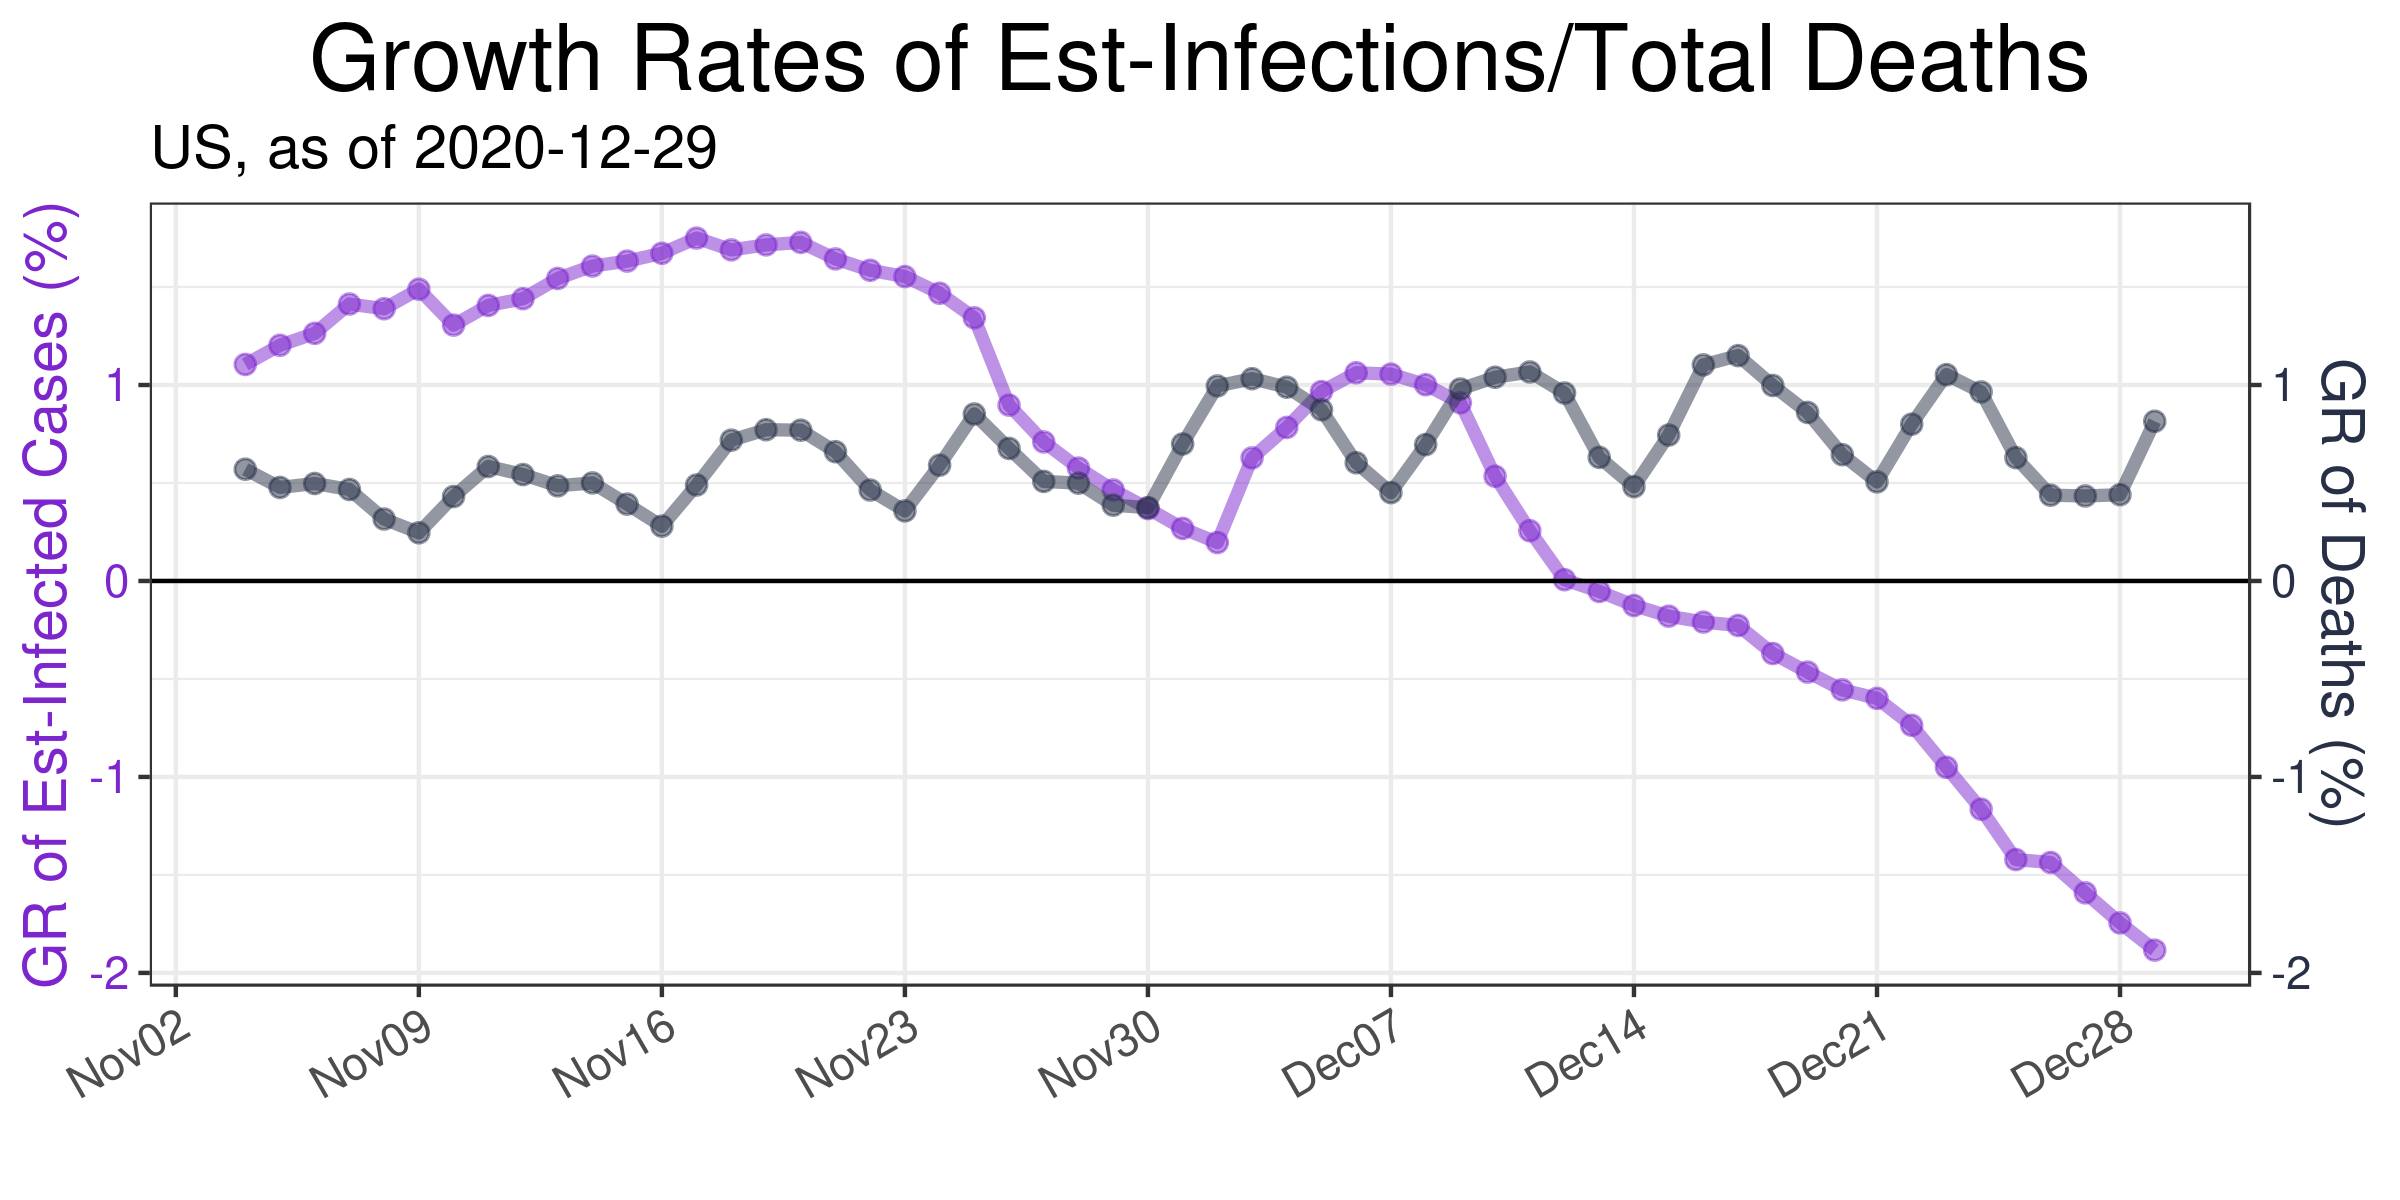 Growth Rates of Est-Infections/Total Deaths
US, as of 2020-12-29
GR of Est-Infected Cases (%)
1
0
-1
-2
1
0
-1
-2
GR of Deaths (%)
Nov02
Nov09
Nov16
Nov23
Nov30
Dec07
Dec14
Dec21
Dec28